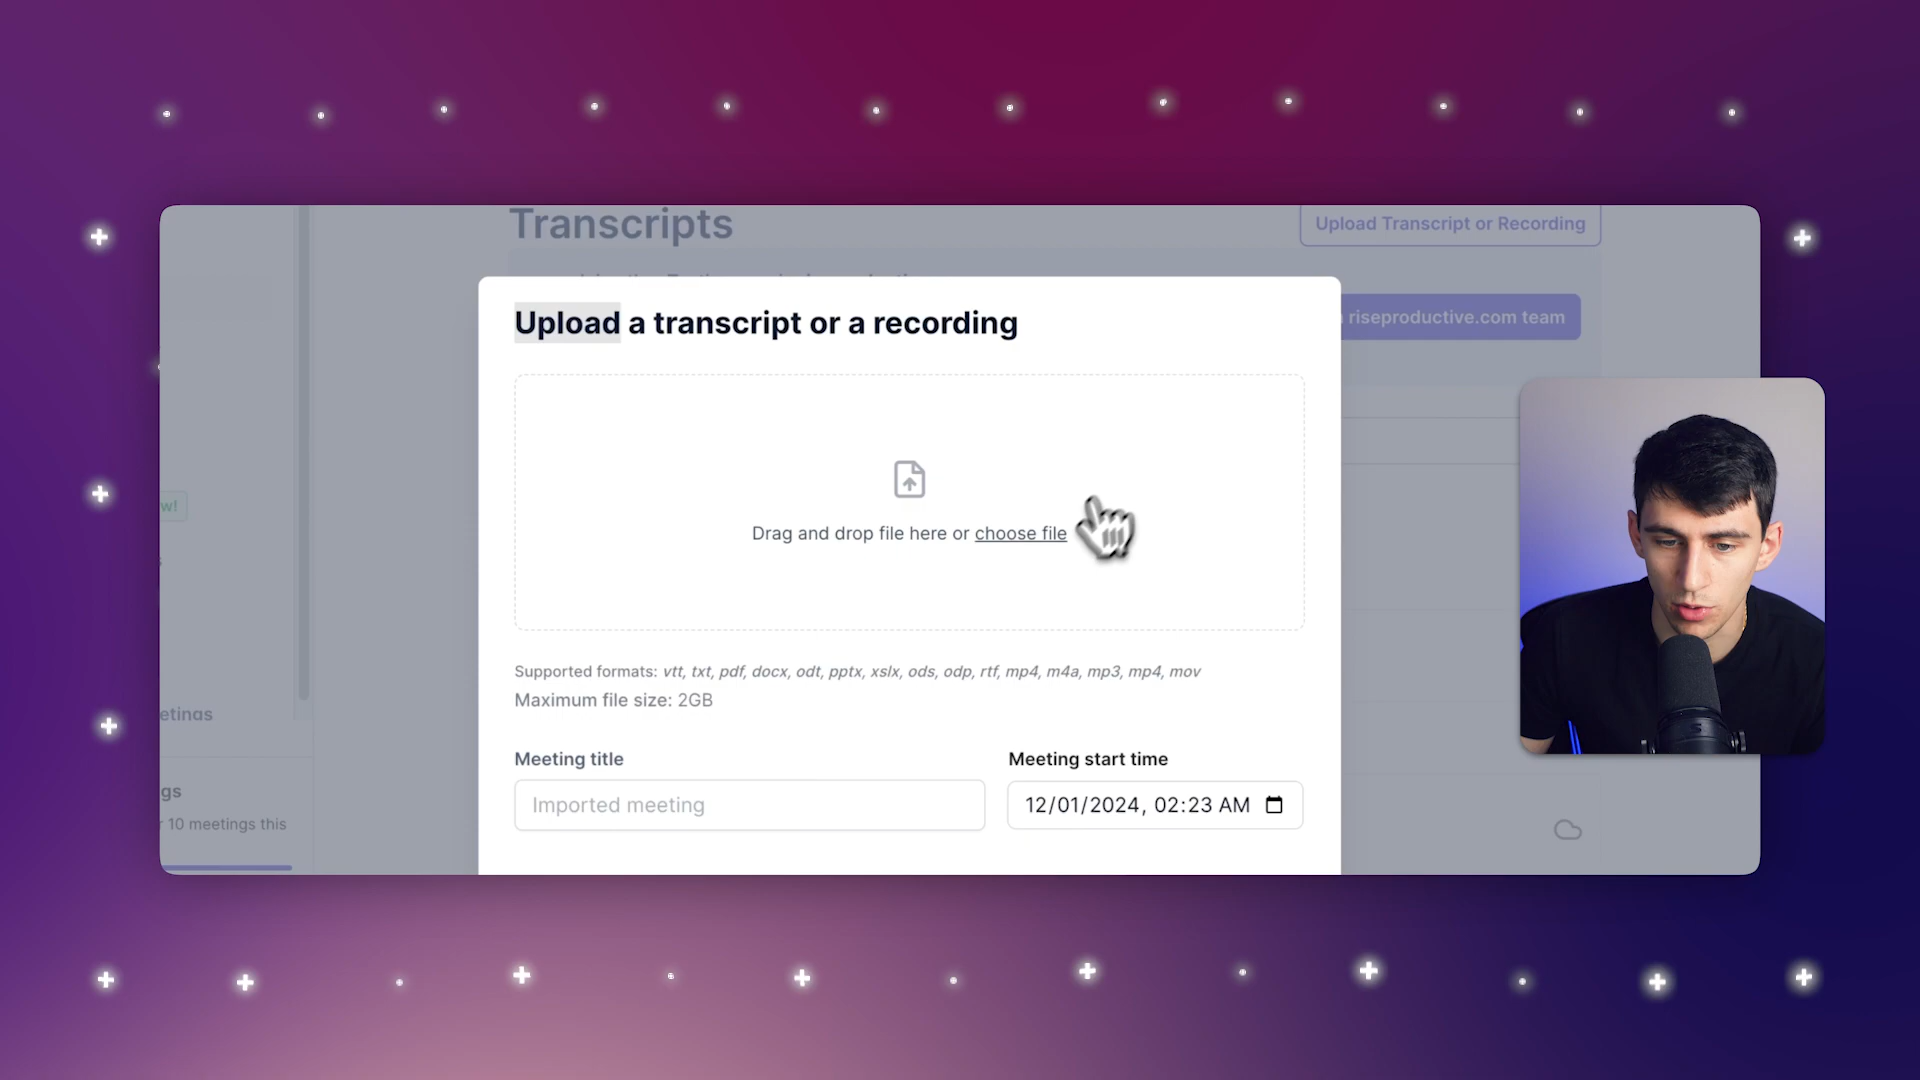 Transcripts
Upload Transcript or Recording
Upload a transcript or a recording
riseproductive.com team
Drag and drop file here or choose file
Supported formats: vtt, txt, pdf, docx, odt, pptx, xslx, ods, odp, rtf, mp4, m4a, mp3, mp4, mov
Maximum file size: 2GB
Meeting title
Meeting start time
Imported meeting
12/01/2024, 02:23 AM
w!
etings
gs
10 meetings this